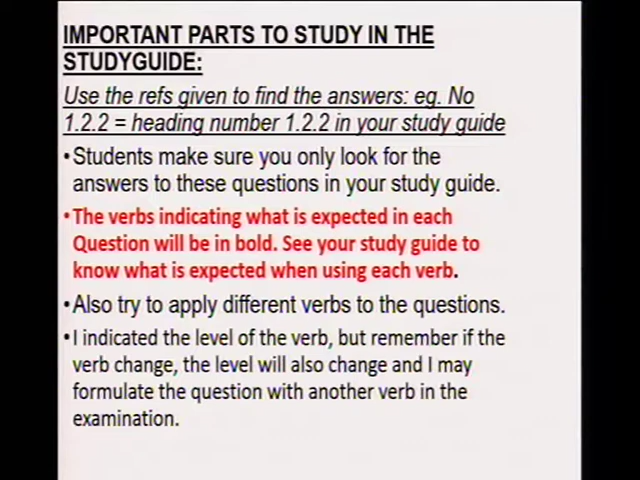 IMPORTANT PARTS TO STUDY IN THE
STUDYGUIDE:
Use the refs given to find the answers: eg. No
1.2.2 = heading number 1.2.2 in your study guide
•Students make sure you only look for the
answers to these questions in your study guide.
•The verbs indicating what is expected in each
Question will be in bold. See your study guide to
know what is expected when using each verb.
•Also try to apply different verbs to the questions.
•I indicated the level of the verb, but remember if the
verb change, the level will also change and I may
formulate the question with another verb in the
examination.